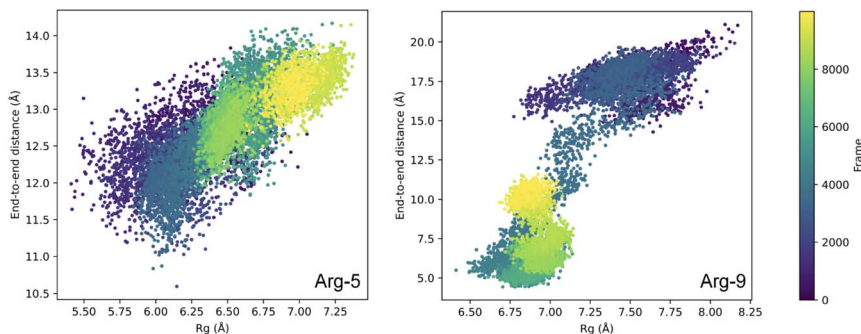 14.0
13.5
13.0
12.5
12.0
11.5
11.0
10.5
End-to-end distance (Å)
5.50 5.75 6.00 6.25 6.50 6.75 7.00 7.25
Rg (Å)
Arg-5
20.0
17.5
15.0
12.5
10.0
7.5
5.0
End-to-end distance (Å)
6.50 6.75 7.00 7.25 7.50 7.75 8.00 8.25
Rg (Å)
Arg-9
8000
6000
4000
2000
0
Frame